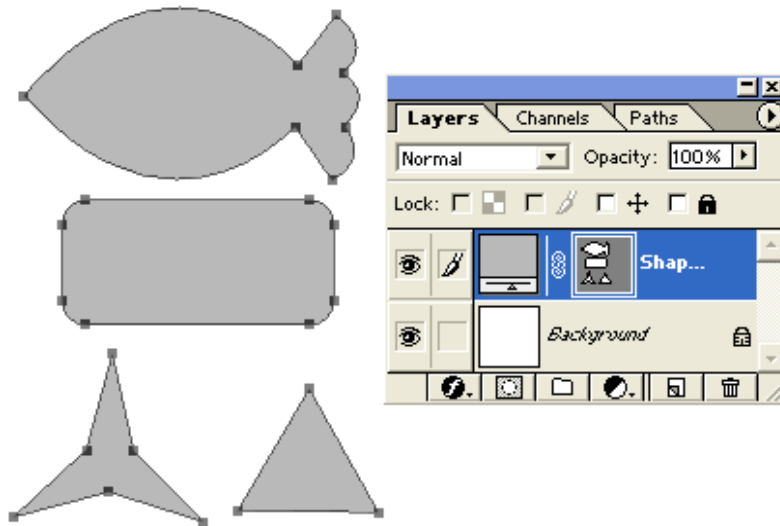 Layers Channels Paths
Normal Opacity: 100%
Lock:
Shap...
Background